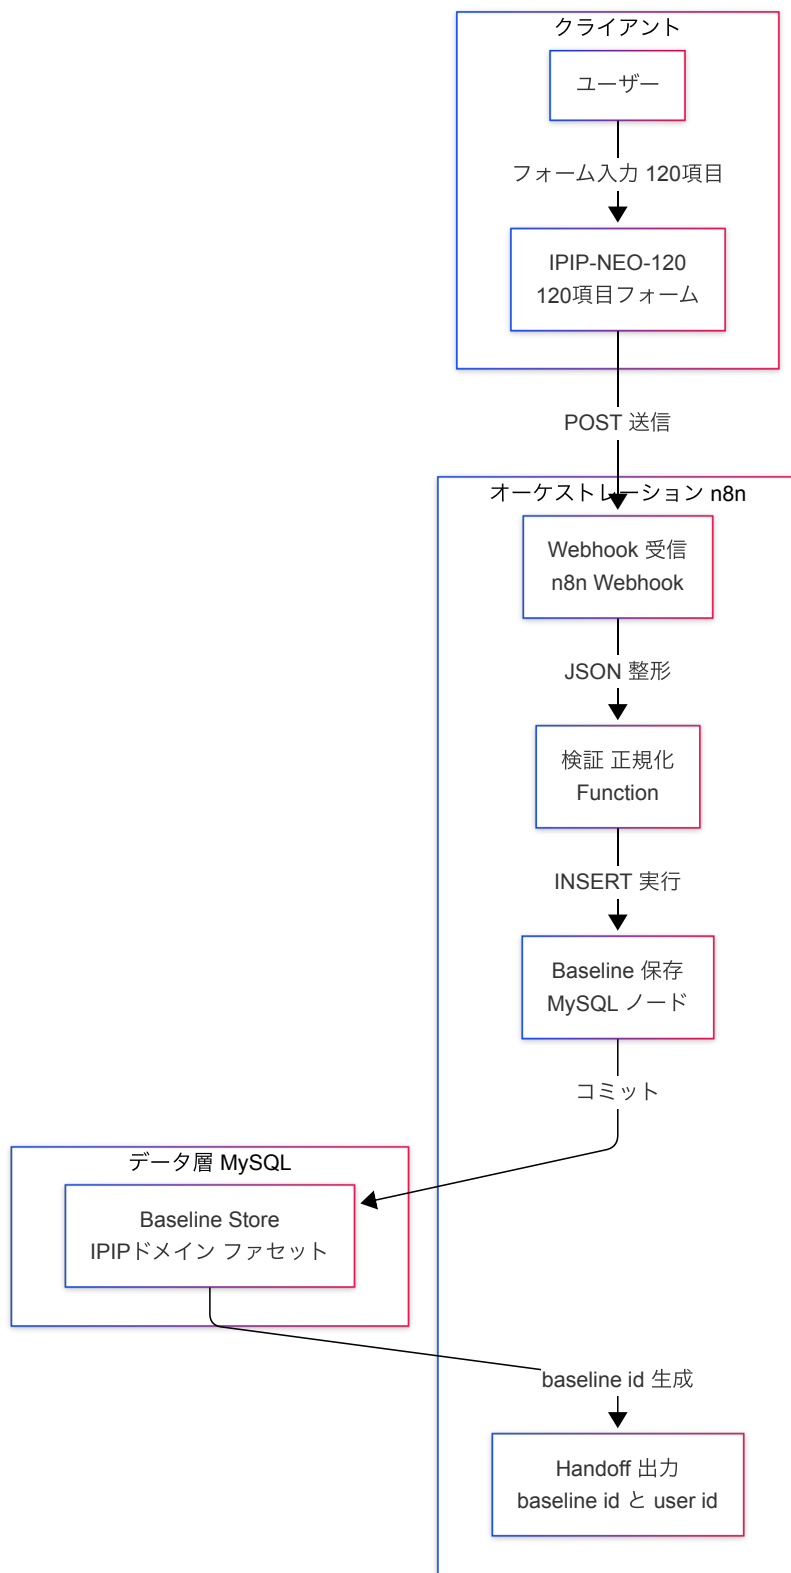 クライアント
ユーザー
フォーム入力 120項目
IPIP-NEO-120
120項目フォーム
POST 送信
オーケストレーション n8n
Webhook 受信
n8n Webhook
JSON 整形
検証 正規化
Function
INSERT 実行
Baseline 保存
MySQL ノード
コミット
データ層 MySQL
Baseline Store
IPIPドメイン ファセット
baseline id 生成
Handoff 出力
baseline id と user id